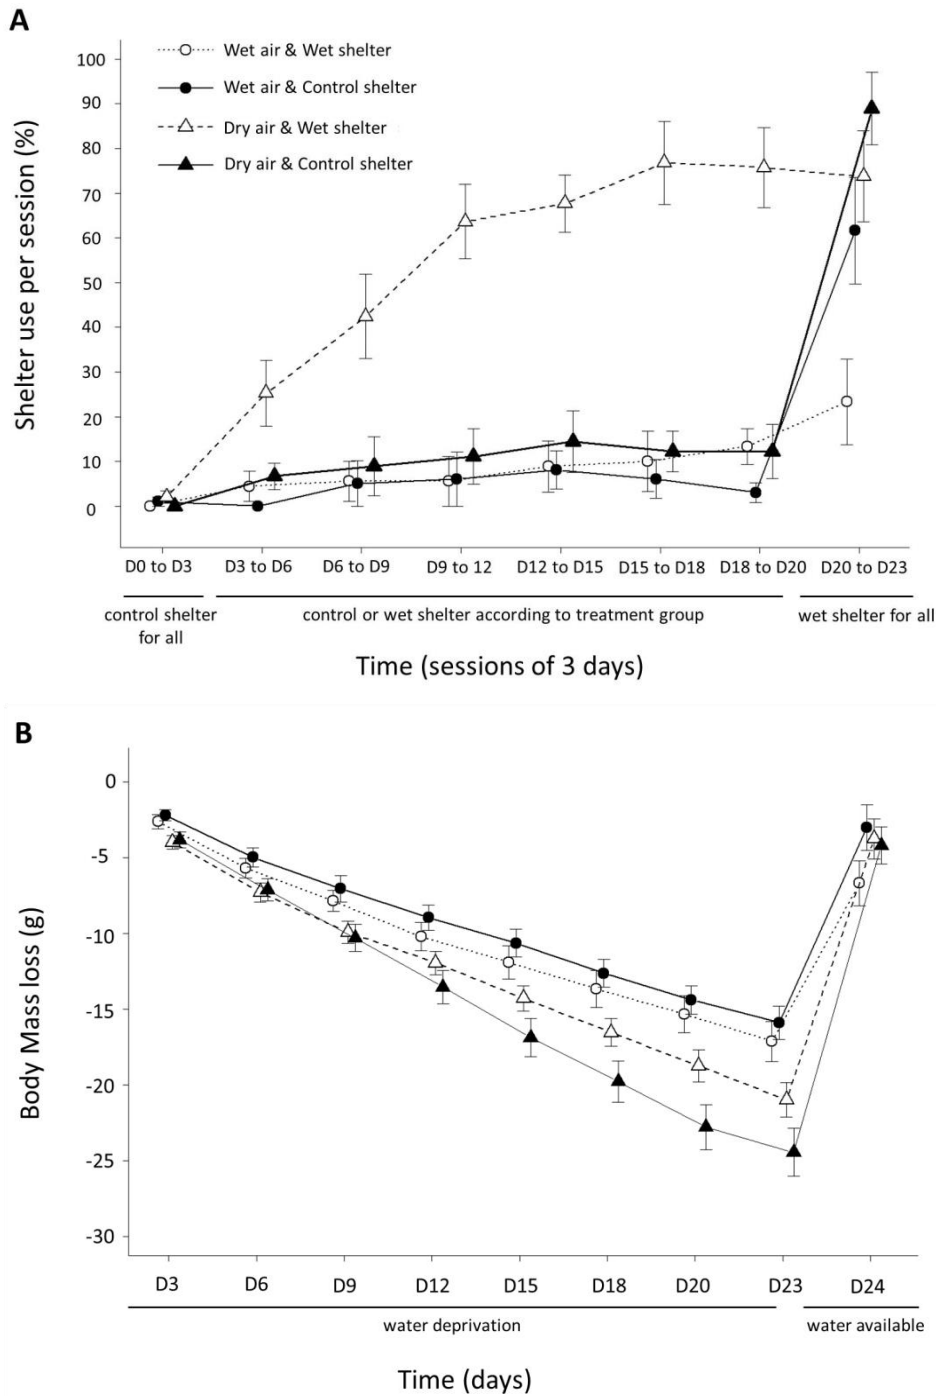 A
Wet air & Wet shelter
Wet air & Control shelter
Dry air & Wet shelter
Dry air & Control shelter
Shelter use per session (%)
100
90
80
70
60
50
40
30
20
10
0
D0 to D3 D3 to D6 D6 to D9 D9 to 12 D12 to D15 D15 to D18 D18 to D20 D20 to D23
control shelter for all
control or wet shelter according to treatment group
wet shelter for all
Time (sessions of 3 days)
B
Body Mass loss (g)
0
-5
-10
-15
-20
-25
-30
D3 D6 D9 D12 D15 D18 D20 D23 D24
water deprivation
water available
Time (days)